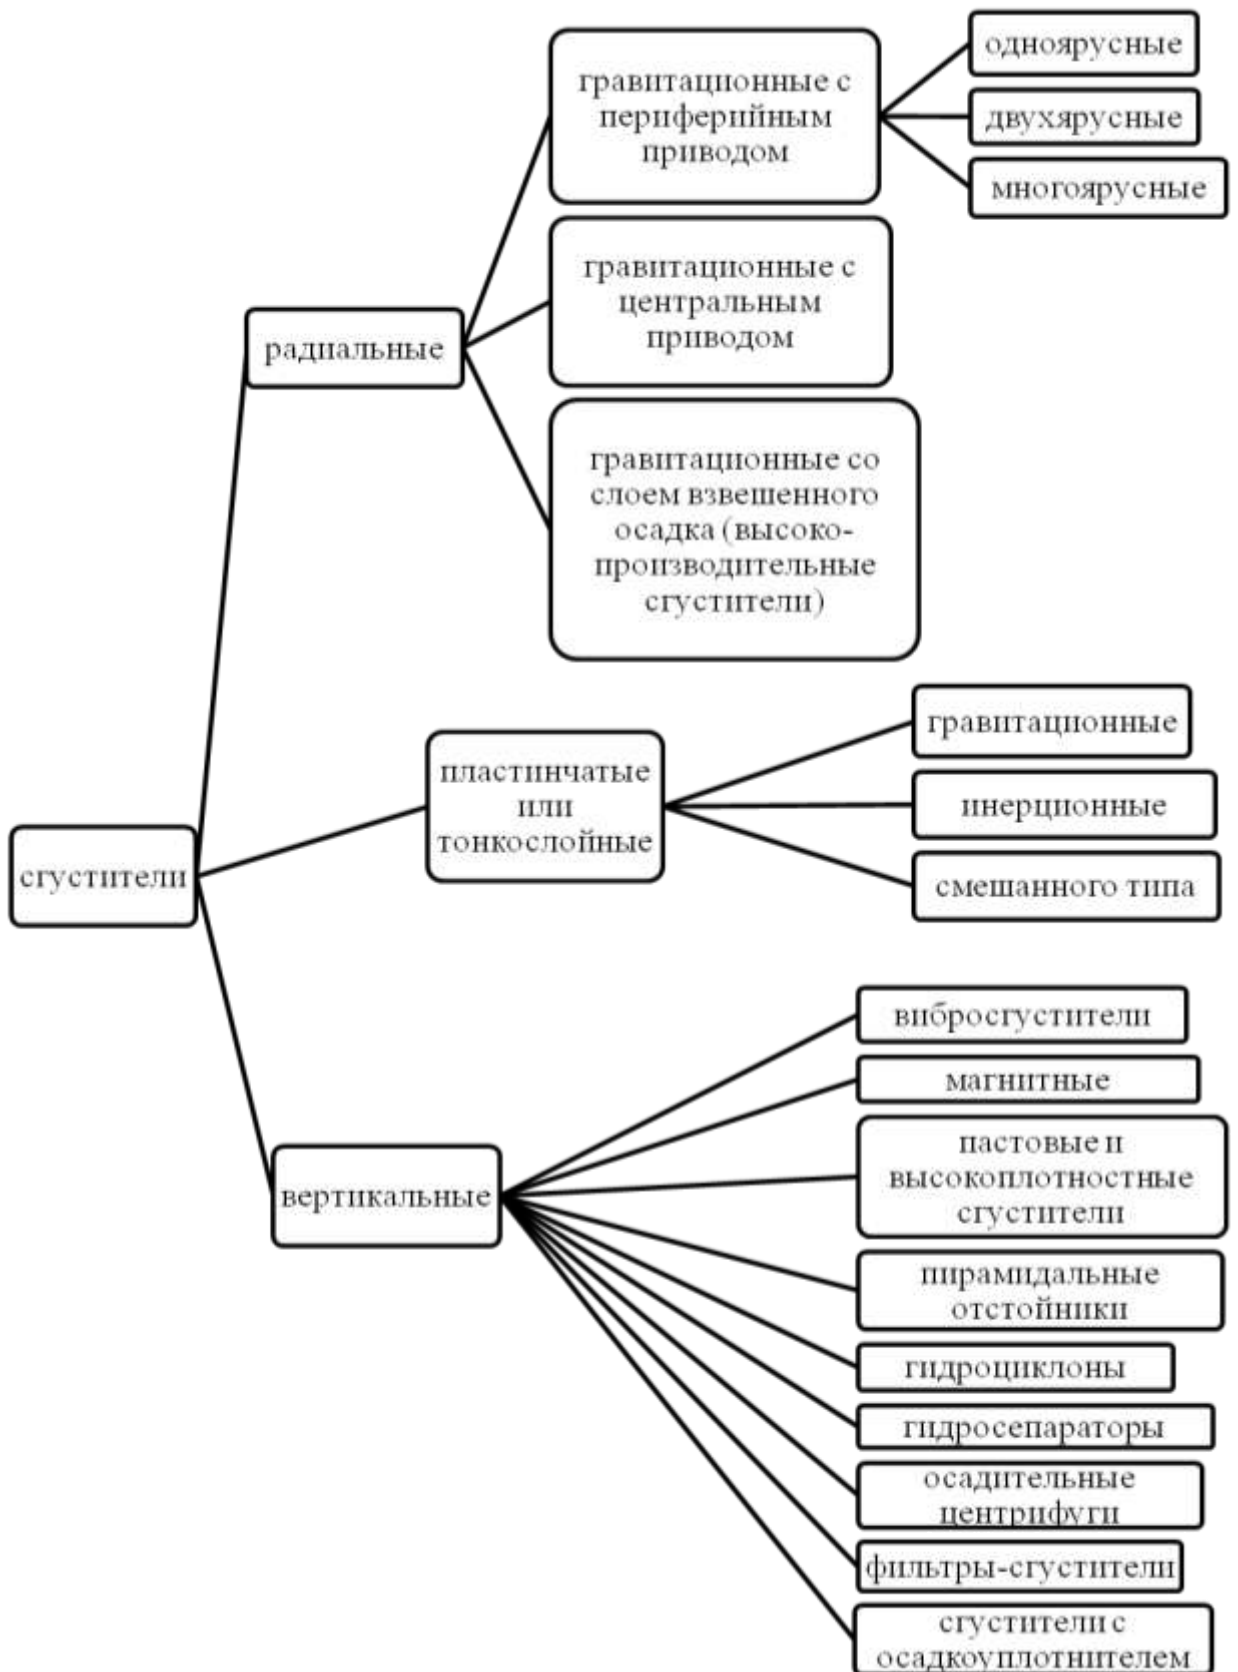 сгустители
радиальные
гравитационные с
периферийным
приводом
одноярусные
двухярусные
многоярусные
гравитационные с
центральным
приводом
гравитационные со
слоем взвешенного
осадка (высоко-
производительные
сгустители)
пластинчатые
или
тонкослойные
гравитационные
инерционные
смешанного типа
вертикальные
вибросгустители
магнитные
пастовые и
высокоплотностные
сгустители
пирамидальные
отстойники
гидроциклоны
гидросепараторы
осадительные
центрифуги
фильтры-сгустители
сгустители с
осадкоуплотнителем